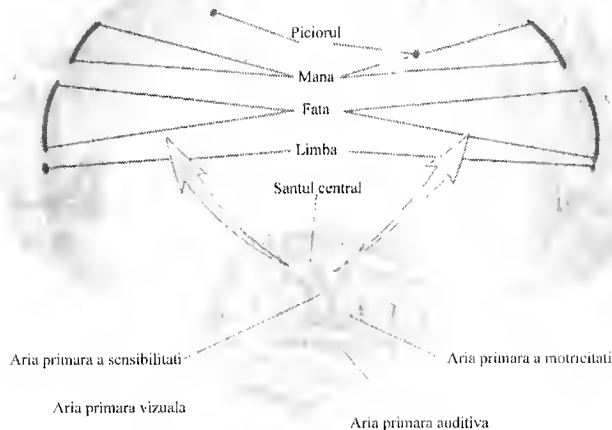 Piciorul
Mana
Fata
Limba
Santul central
Aria primara a sensibilitati
Aria primara a motricitati
Aria primara vizuala
Aria primara auditiva